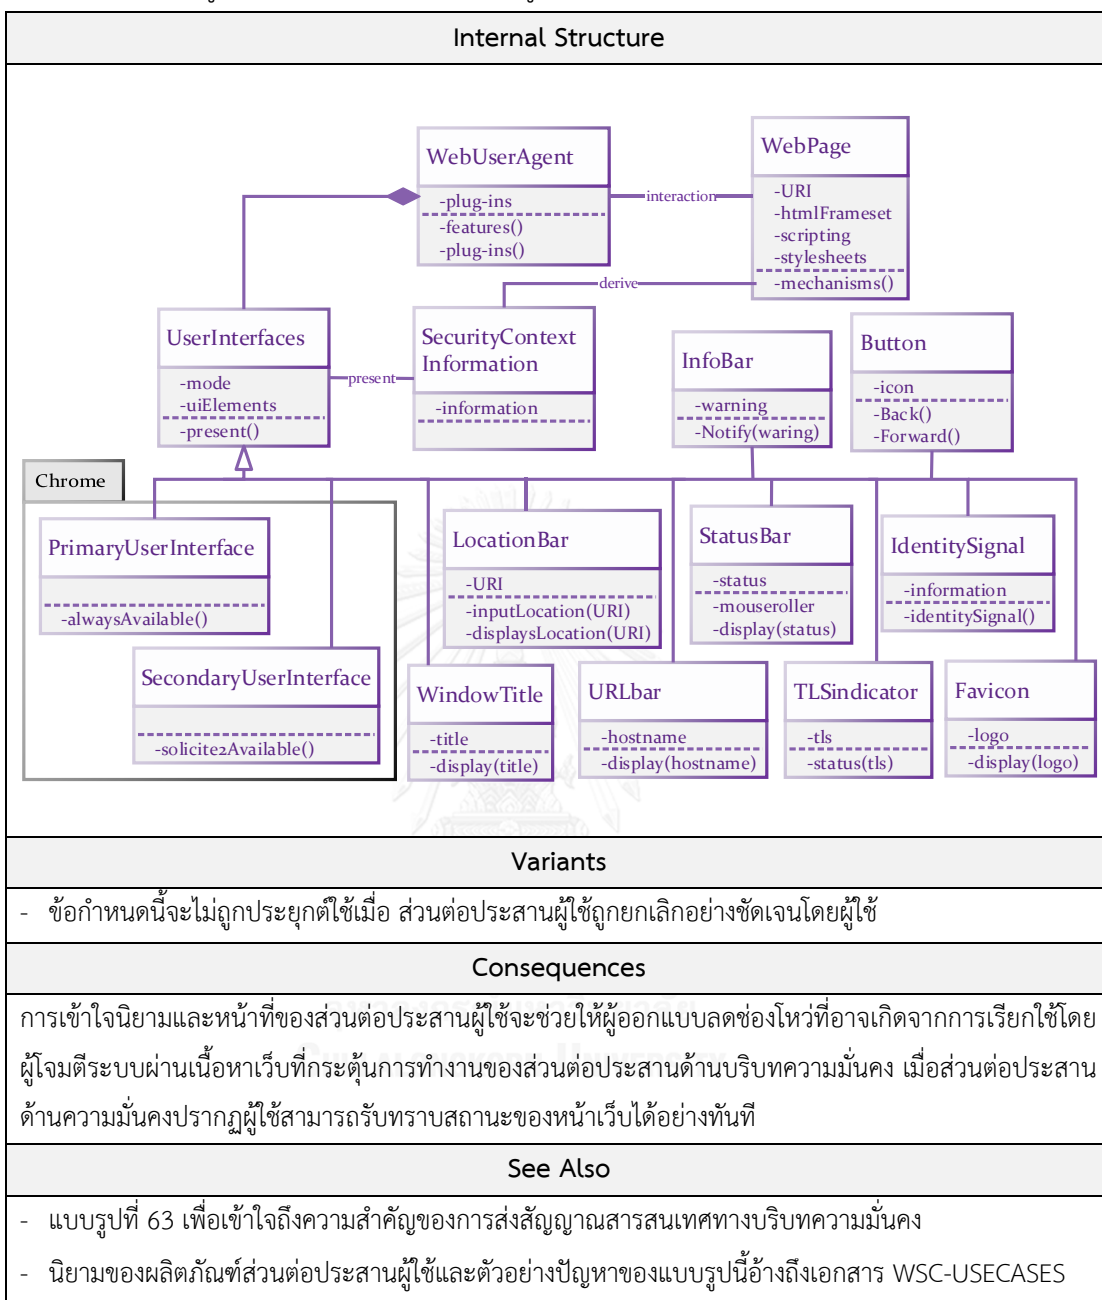 Internal Structure
WebUserAgent
-plug-ins
-features()
-plug-ins()
interaction
WebPage
-URI
-htmlFrameset
-scripting
-stylesheets
-mechanisms()
derive
UserInterfaces
-mode
-uiElements
-present()
present
SecurityContext
Information
-information
InfoBar
-warning
-Notify(waring)
Button
-icon
-Back()
-Forward()
Chrome
PrimaryUserInterface
-alwaysAvailable()
SecondaryUserInterface
-solicite2Available()
LocationBar
-URI
-inputLocation(URI)
-displaysLocation(URI)
StatusBar
-status
-mouseroller
-display(status)
IdentitySignal
-information
-identitySignal()
WindowTitle
-title
-display(title)
URLbar
-hostname
-display(hostname)
TLSindicator
-tls
-status(tls)
Favicon
-logo
-display(logo)
Variants
- ข้อกำหนดนี้จะไม่ถูกประยุกต์ใช้เมื่อ ส่วนต่อประสานผู้ใช้ถูกยกเลิกอย่างชัดเจนโดยผู้ใช้
Consequences
การเข้าใจนิยามและหน้าที่ของส่วนต่อประสานผู้ใช้จะช่วยให้ผู้ออกแบบลดช่องโหว่ที่อาจเกิดจากการเรียกใช้โดย
ผู้โจมตีระบบผ่านเนื้อหาเว็บที่กระตุ้นการทำงานของส่วนต่อประสานด้านบริบทความมั่นคง เมื่อส่วนต่อประสาน
ด้านความมั่นคงปรากฏผู้ใช้สามารถรับทราบสถานะของหน้าเว็บได้อย่างทันที
See Also
- แบบรูปที่ 63 เพื่อเข้าใจถึงความสำคัญของการส่งสัญญาณสารสนเทศทางบริบทความมั่นคง
- นิยามของผลิตภัณฑ์ส่วนต่อประสานผู้ใช้และตัวอย่างปัญหาของแบบรูปนี้อ้างถึงเอกสาร WSC-USECASES